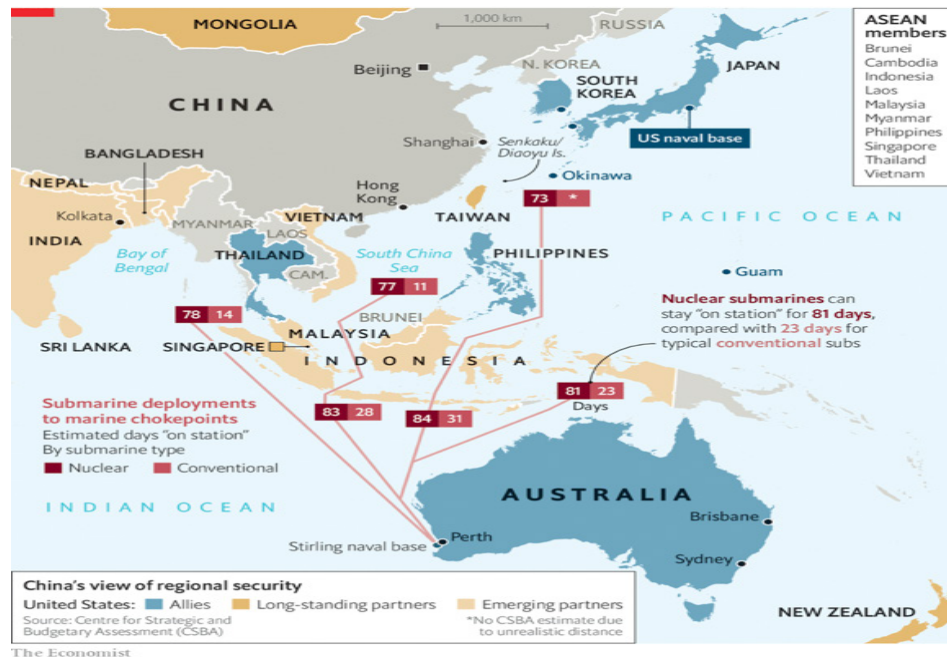 MONGOLIA
1,000 km
RUSSIA
ASEAN
members
Brunei
Cambodia
Indonesia
Laos
Malaysia
Myanmar
Philippines
Singapore
Thailand
Vietnam
Beijing
N. KOREA
SOUTH
KOREA
JAPAN
CHINA
US naval base
Shanghai
Senkaku/
Diaoyu Is.
BANGLADESH
Okinawa
NEPAL
Hong
Kong
TAIWAN
73 *
Kolkata
VIETNAM
MYANMAR
LAOS
PACIFIC OCEAN
INDIA
Bay of
Bengal
THAILAND
South China
Sea
PHILIPPINES
CAM.
Guam
77 11
78 14
BRUNEI
Nuclear submarines can
stay "on station" for 81 days,
compared with 23 days for
typical conventional subs
MALAYSIA
SRI LANKA
SINGAPORE
INDONESIA
81 23
Days
83 28
84 31
Submarine deployments
to marine chokepoints
Estimated days "on station"
By submarine type
Nuclear Conventional
AUSTRALIA
INDIAN OCEAN
Brisbane
Perth
Stirling naval base
Sydney
China's view of regional security
United States: Allies Long-standing partners Emerging partners
Source: Centre for Strategic and
Budgetary Assessment (CSBA)
*No CSBA estimate due
to unrealistic distance
NEW ZEALAND
The Economist